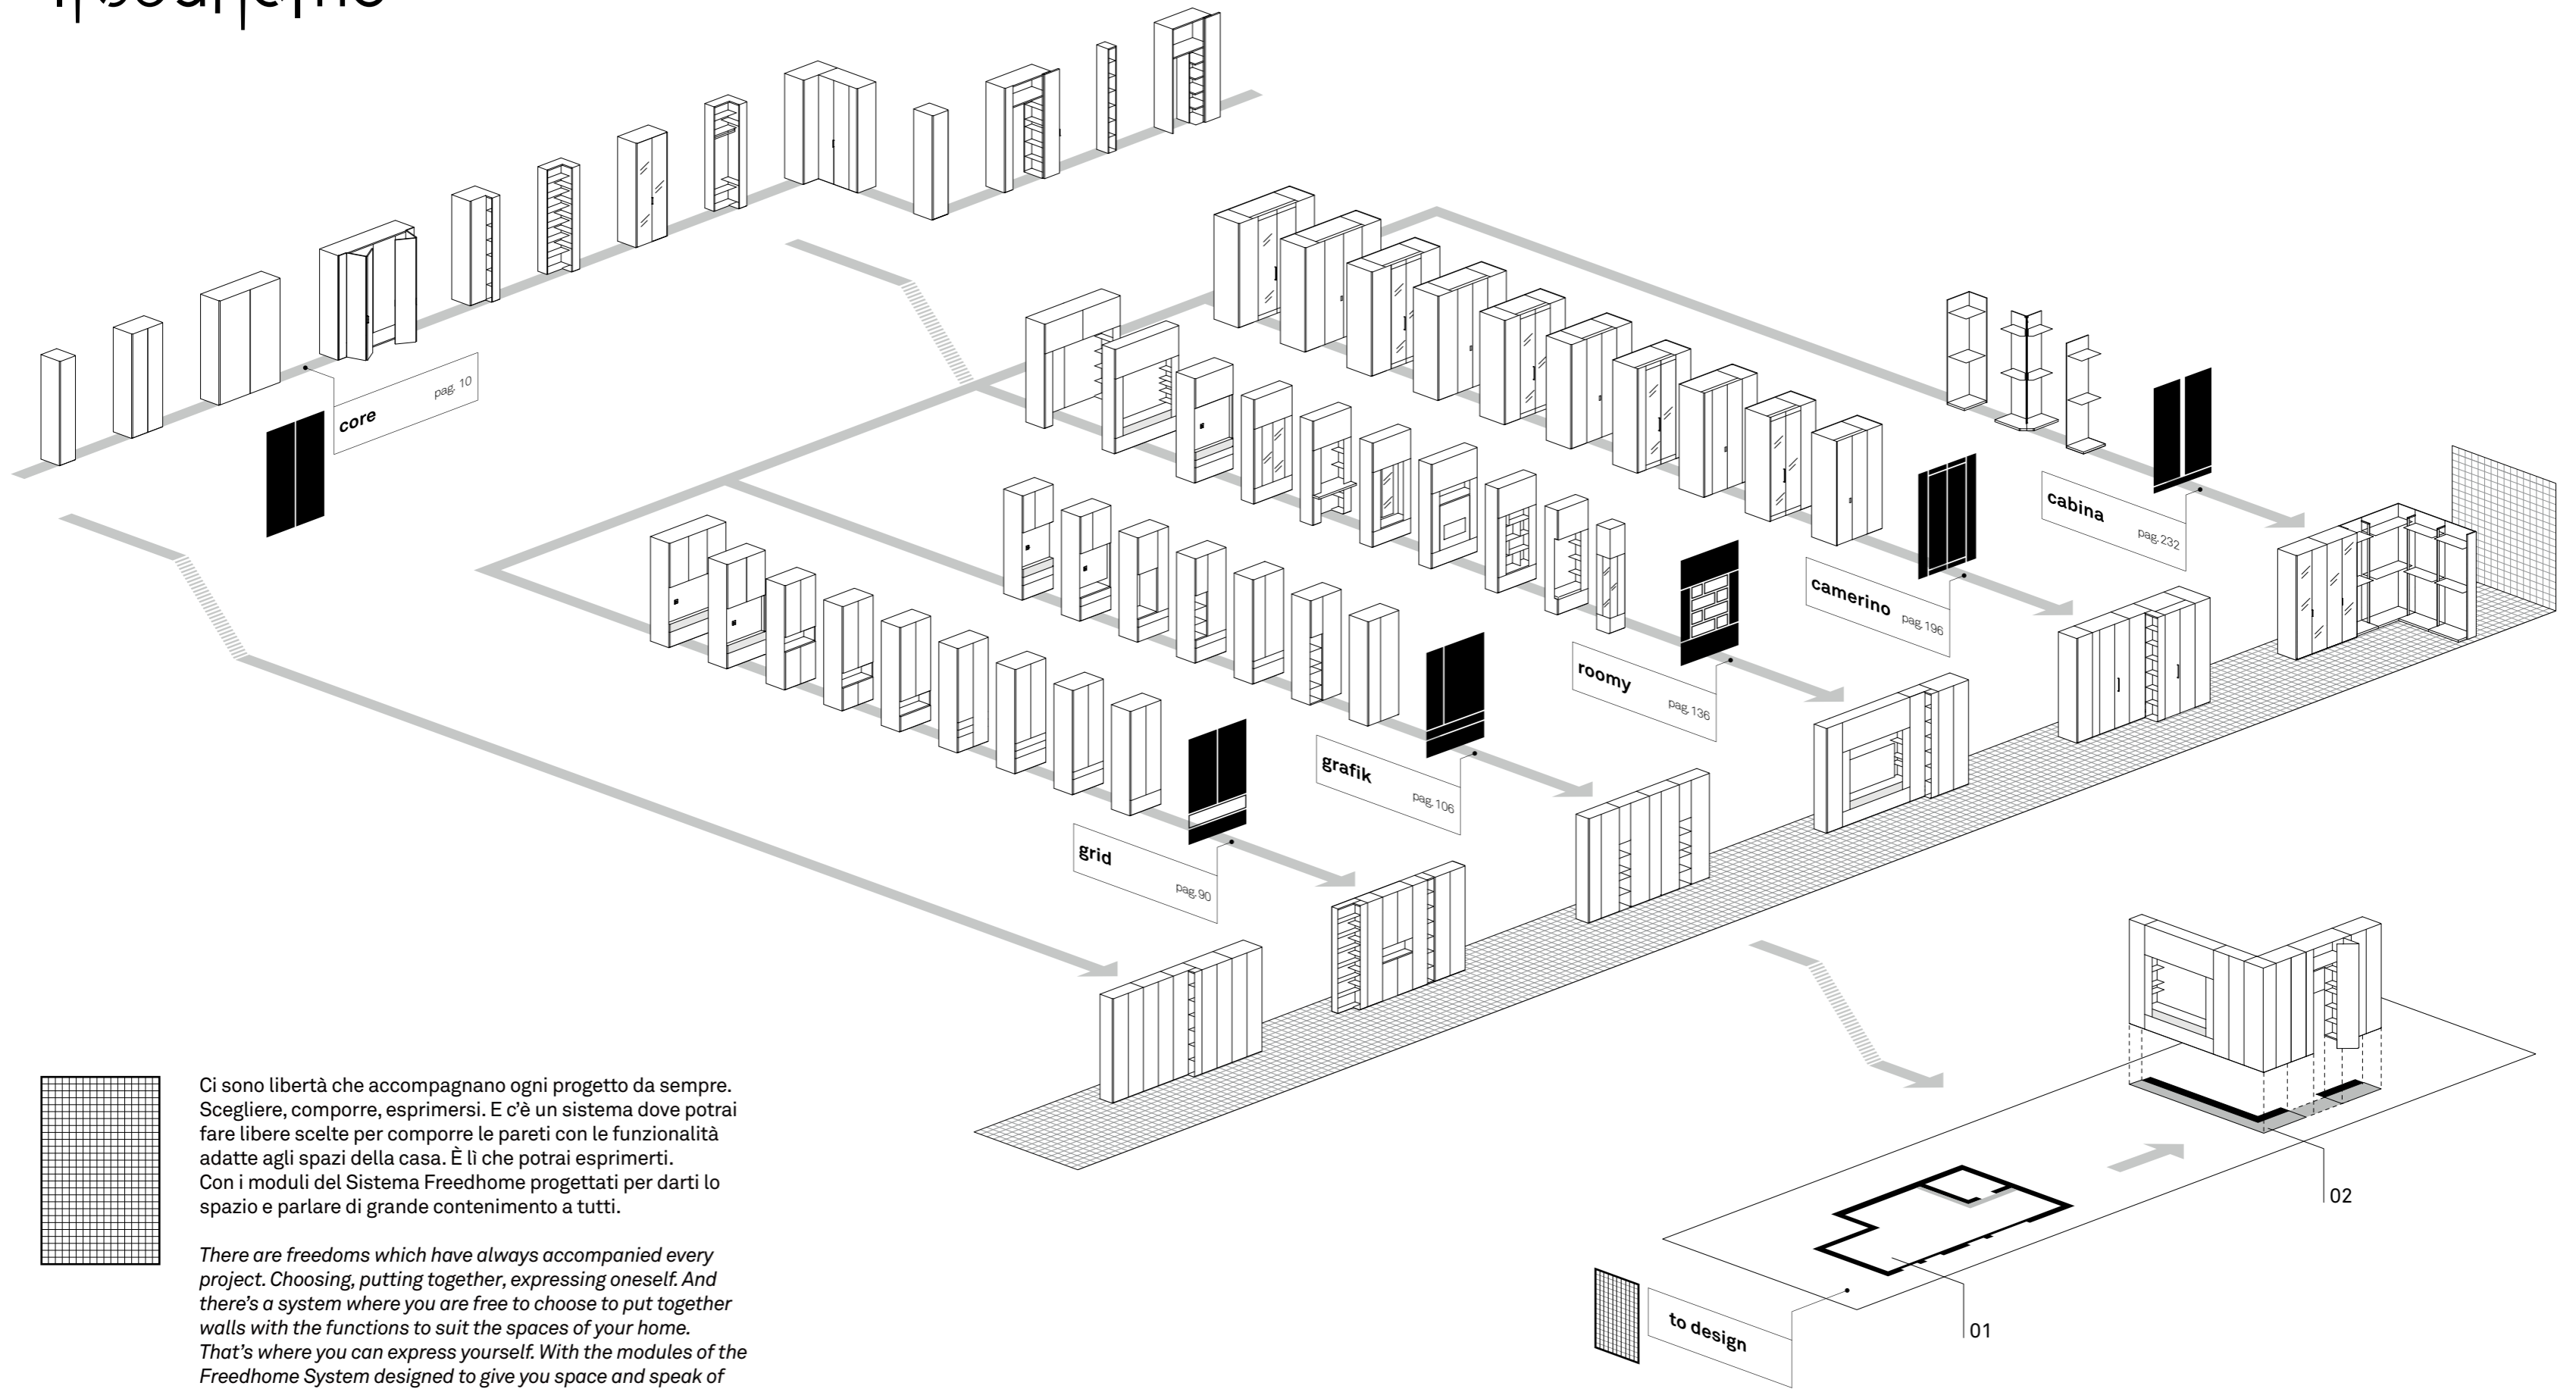 core
pag. 10
cabina
pag.232
camerino
pag.196
roomy
pag.136
grafik
pag.106
grid
pag.90
Ci sono libertà che accompagnano ogni progetto da sempre.
Scegliere, comporre, esprimersi. E c'è un sistema dove potrai
fare libere scelte per comporre le pareti con le funzionalità
adatte agli spazi della casa. È lì che potrai esprimerti.
Con i moduli del Sistema Freedhome progettati per darti lo
spazio e parlare di grande contenimento a tutti.
There are freedoms which have always accompanied every
project. Choosing, putting together, expressing oneself. And
there's a system where you are free to choose to put together
walls with the functions to suit the spaces of your home.
That's where you can express yourself. With the modules of the
Freedhome System designed to give you space and speak of
02
01
to design